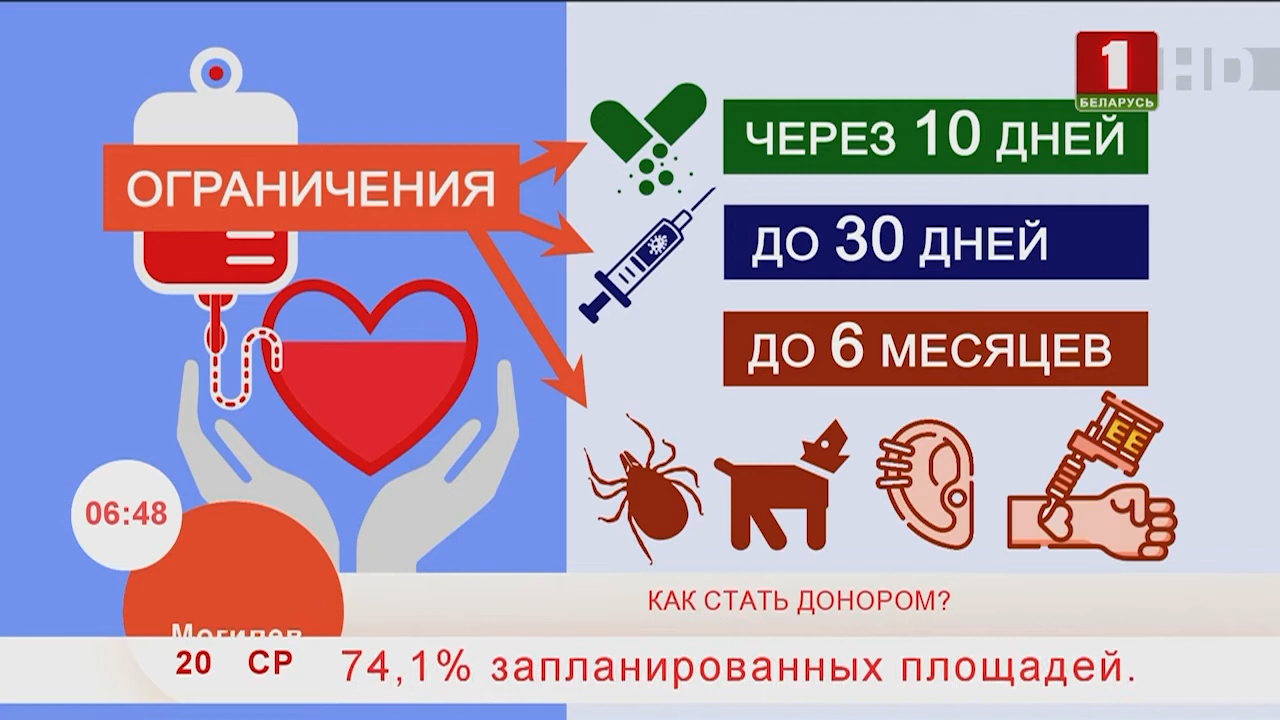 1
HD
БЕЛАРУСЬ
ОГРАНИЧЕНИЯ
ЧЕРЕЗ 10 ДНЕЙ
ДО 30 ДНЕЙ
ДО 6 МЕСЯЦЕВ
06:48
КАК СТАТЬ ДОНОРОМ?
Могилев
20 СР
74,1% запланированных площадей.